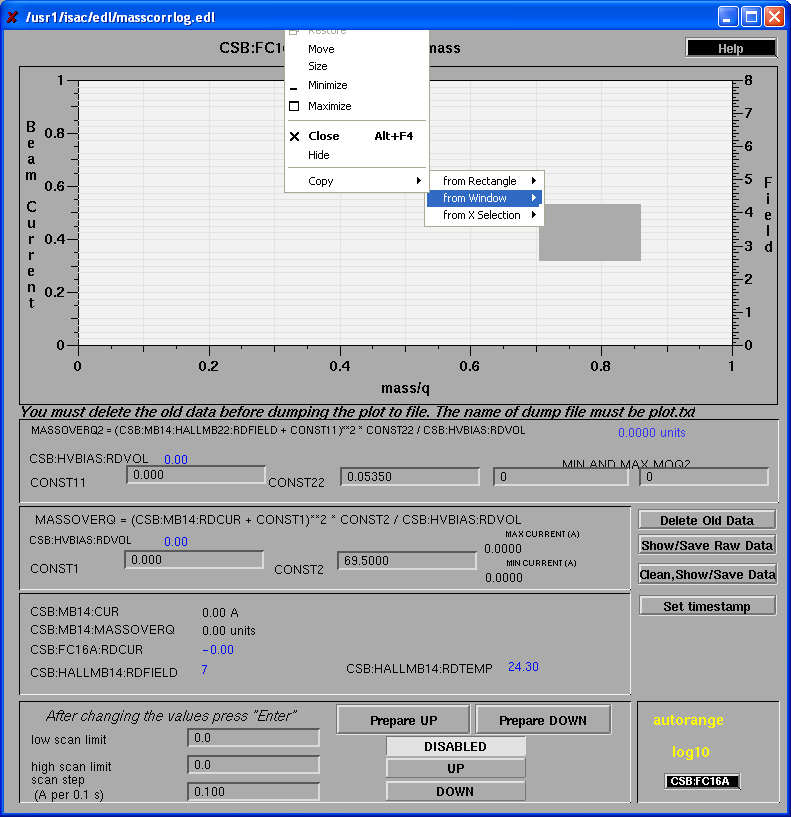 /usr1/isac/edl/masscorrlog.edl
CSB:FC1 mass
Help
Restore
Move
Size
Minimize
Maximize
Close Alt+F4
Hide
Copy
from Rectangle
from Window
from X Selection
Beam Current
1
0.8
0.6
0.4
0.2
0
8
7
6
5
4
3
2
1
0
Field
0 0.2 0.4 0.6 0.8 1
mass/q
You must delete the old data before dumping the plot to file. The name of dump file must be plot.txt
MASSOVERQ2 = (CSB:MB14:HALLMB22:RDFIELD + CONST11)**2 * CONST22 / CSB:HVBIAS:RDVOL
0.0000 units
CSB:HVBIAS:RDVOL 0.00
MIN AND MAX MOQ2
CONST11 0.000 CONST22 0.05350 0 0
MASSOVERQ = (CSB:MB14:RDCUR + CONST1)**2 * CONST2 / CSB:HVBIAS:RDVOL
CSB:HVBIAS:RDVOL 0.00
MAX CURRENT (A)
0.0000
CONST1 0.000 CONST2 69.5000
MIN CURRENT (A)
0.0000
Delete Old Data
Show/Save Raw Data
Clean,Show/Save Data
Set timestamp
CSB:MB14:CUR 0.00 A
CSB:MB14:MASSOVERQ 0.00 units
CSB:FC16A:RDCUR -0.00
CSB:HALLMB14:RDFIELD 7 CSB:HALLMB14:RDTEMP 24.30
After changing the values press "Enter"
low scan limit 0.0
high scan limit 0.0
scan step
(A per 0.1 s) 0.100
Prepare UP Prepare DOWN
DISABLED
UP
DOWN
autorange
log10
CSB:FC16A